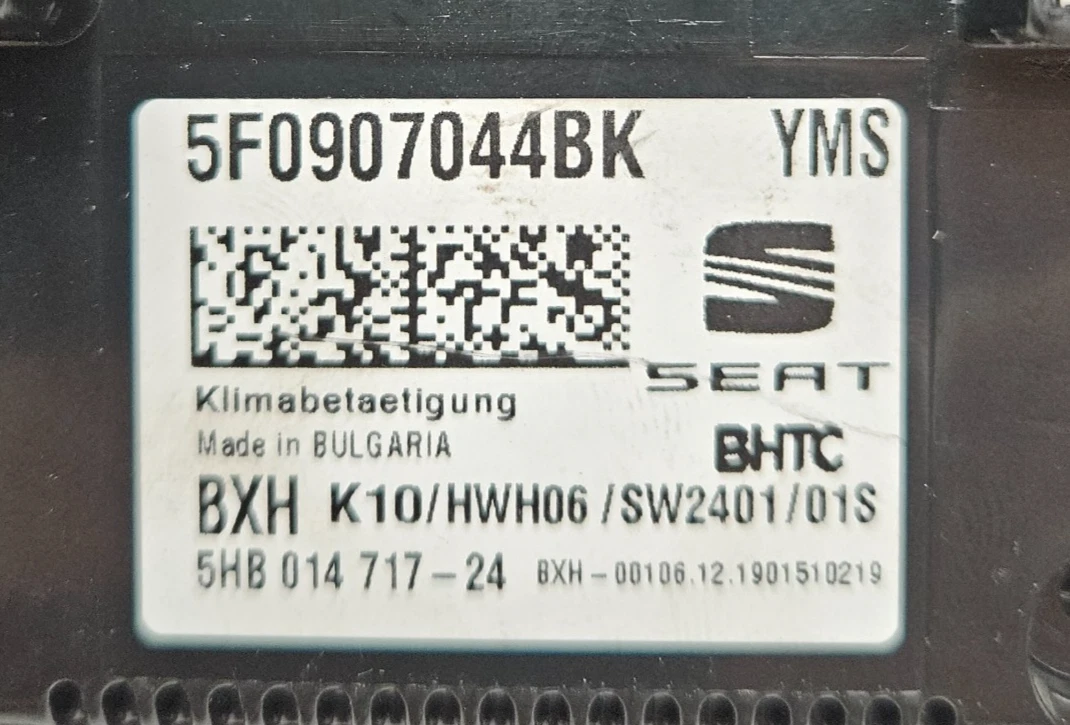 5F0907044BK YMS
SEAT
Klimabetaetigung
Made in BULGARIA
BHTC
BXH K10/HWH06/SW2401/01S
5HB 014 717-24 BXH-00106.12.1901510219